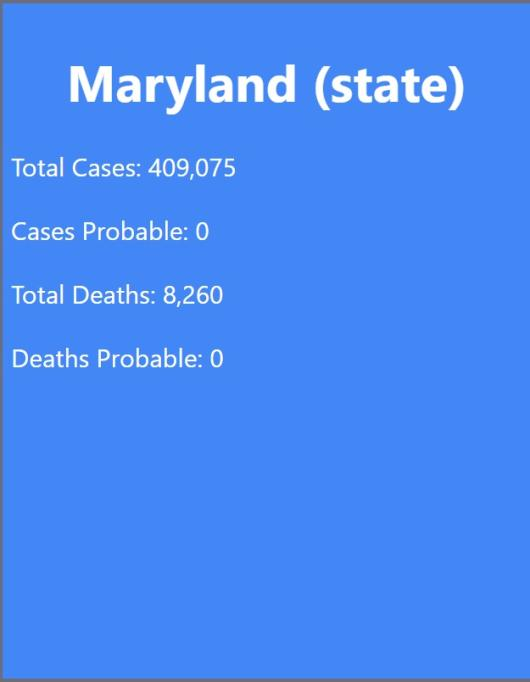 Maryland (state)
Total Cases: 409,075
Cases Probable: 0
Total Deaths: 8,260
Deaths Probable: 0